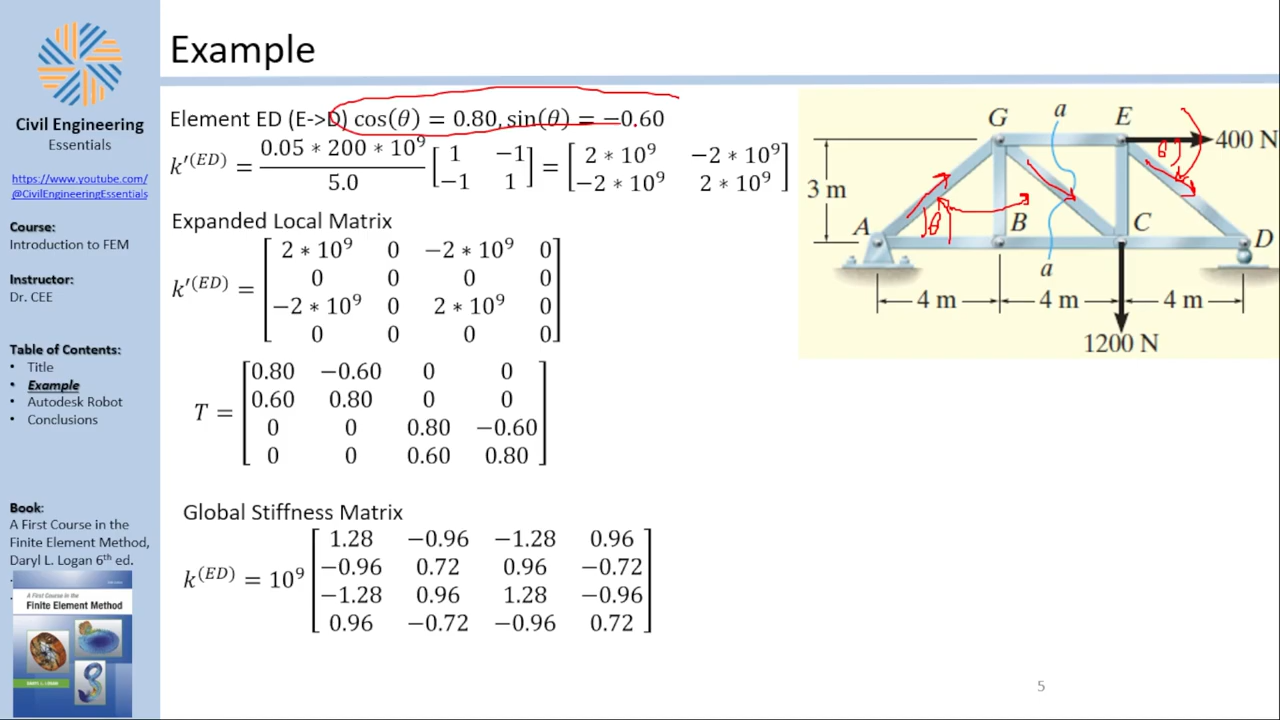 Civil Engineering
Essentials
https://www.youtube.com/
@CivilEngineeringEssentials
Course:
Introduction to FEM
Instructor:
Dr. CEE
Table of Contents:
• Title
• Example
• Autodesk Robot
• Conclusions
Book:
A First Course in the
Finite Element Method,
Daryl L. Logan 6th ed.
A First Course in the
Finite Element Method
DARYL L. LOGAN
Example
Element ED (E->D) cos(θ) = 0.80, sin(θ) = −0.60
k′(ED) = 0.05 * 200 * 10^9 / 5.0 [1 −1; −1 1] = [2 * 10^9 −2 * 10^9; −2 * 10^9 2 * 10^9]
Expanded Local Matrix
k′(ED) =
2 * 10^9 0 −2 * 10^9 0
0 0 0 0
−2 * 10^9 0 2 * 10^9 0
0 0 0 0
T =
0.80 −0.60 0 0
0.60 0.80 0 0
0 0 0.80 −0.60
0 0 0.60 0.80
Global Stiffness Matrix
k(ED) = 10^9
1.28 −0.96 −1.28 0.96
−0.96 0.72 0.96 −0.72
−1.28 0.96 1.28 −0.96
0.96 −0.72 −0.96 0.72
G a E
400 N
θ
3 m
A θ B C D
a
4 m 4 m 4 m
1200 N
5